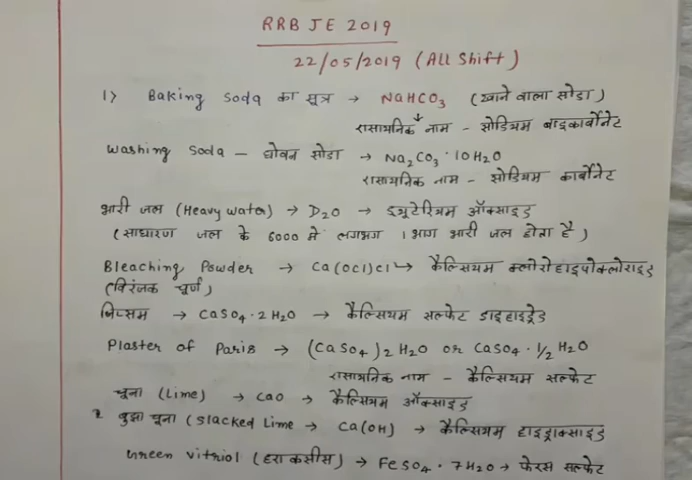 RRB JE 2019
22/05/2019 (All Shift)
1) Baking Soda का सूत्र → NaHCO3 (खाने वाला सोडा)
रासायनिक नाम - सोडियम बाइकार्बोनेट
Washing Soda - धोवन सोडा → Na2CO3·10H2O
रासायनिक नाम - सोडियम कार्बोनेट
भारी जल (Heavy Water) → D2O → ड्यूटेरियम ऑक्साइड
(साधारण जल के 6000 में लगभग 1 भाग भारी जल होता है)
Bleaching Powder → Ca(OCl)Cl → कैल्सियम क्लोरोहाइपोक्लोराइड
(विरंजक चूर्ण)
जिप्सम → CaSO4·2H2O → कैल्सियम सल्फेट डाइहाइड्रेड
Plaster of Paris → (CaSO4)2H2O or CaSO4·1/2H2O
रासायनिक नाम - कैल्सियम सल्फेट
चूना (Lime) → CaO → कैल्सियम ऑक्साइड
2 बुझा चूना (Slacked Lime → Ca(OH) → कैल्सियम हाइड्राक्साइड
Green Vitriol (हरा कसीस) → FeSO4·7H2O → फेरस सल्फेट